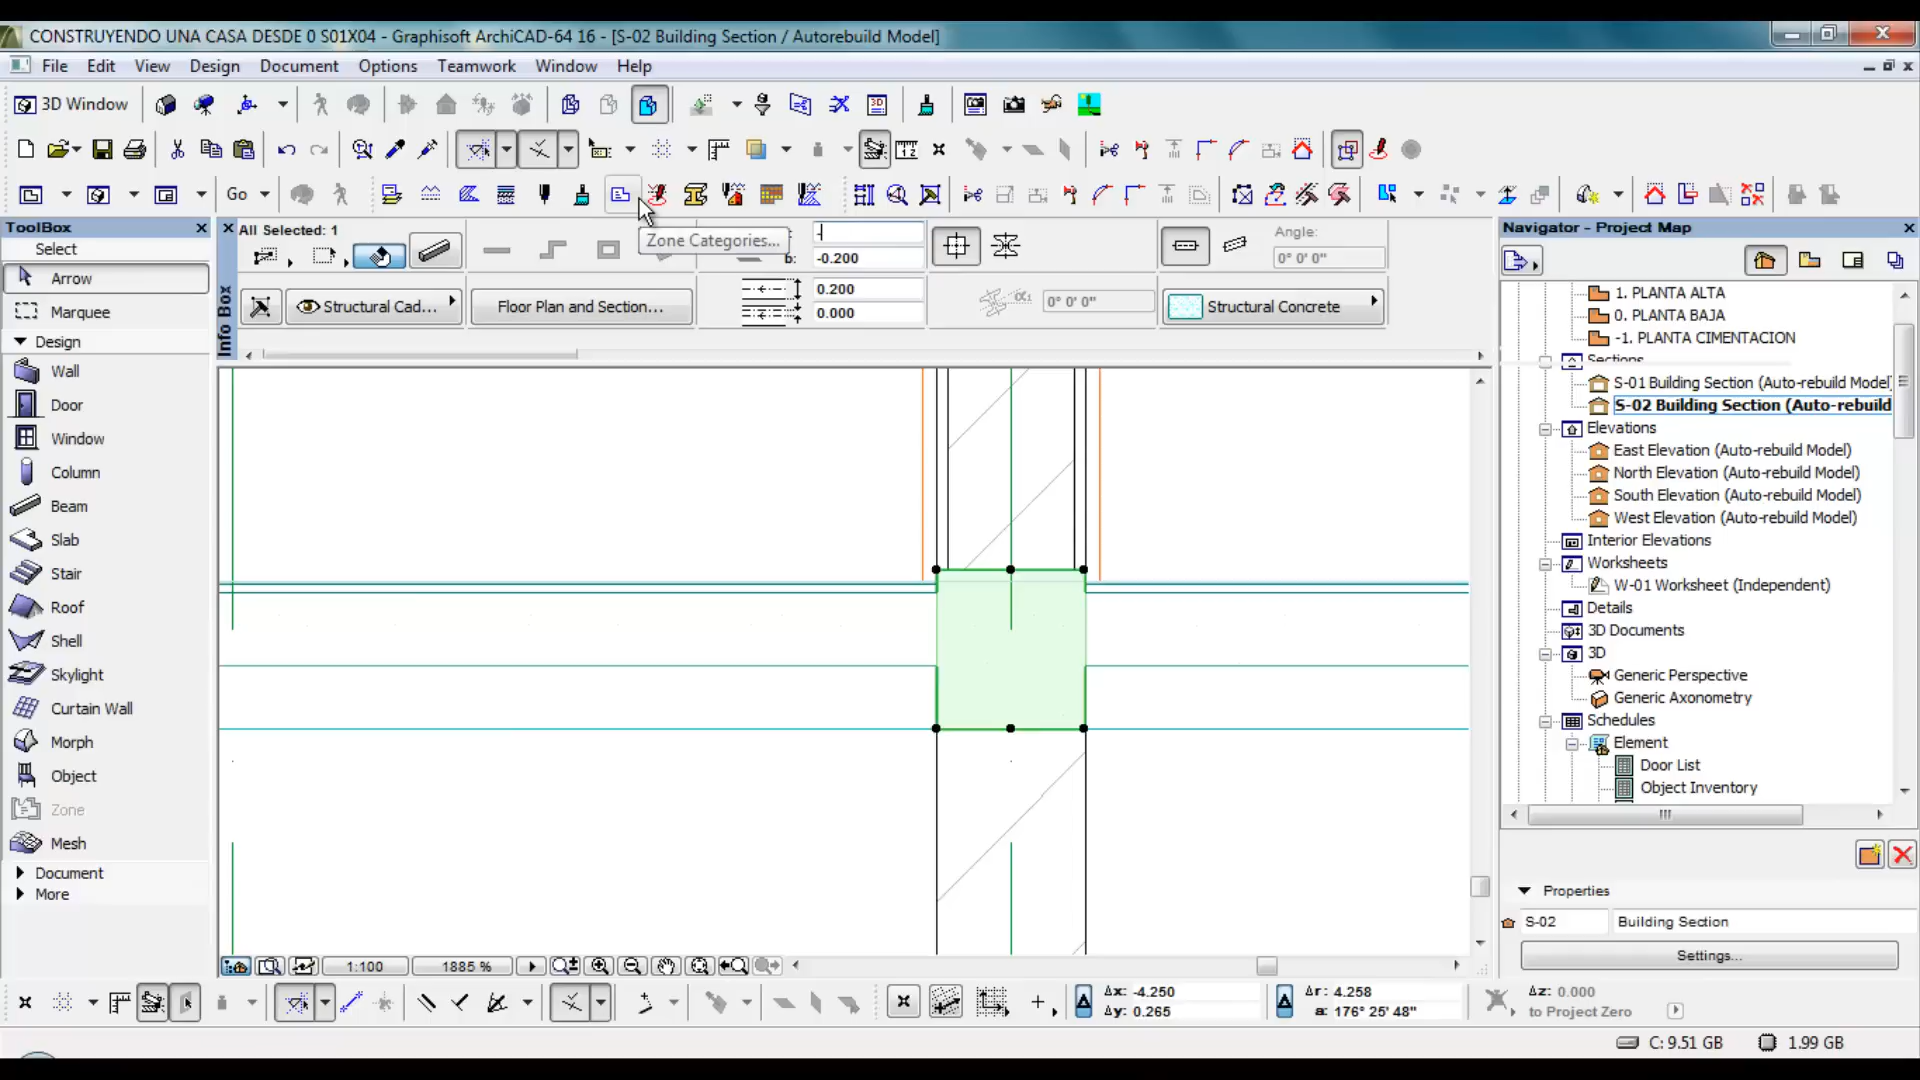 CONSTRUYENDO UNA CASA DESDE 0 S01X04 - Graphisoft ArchiCAD-64 16 - [S-02 Building Section / Autorebuild Model]
File Edit View Design Document Options Teamwork Window Help
3D Window
Go
ToolBox
Select
Arrow
Marquee
Design
Wall
Door
Window
Column
Beam
Slab
Stair
Roof
Shell
Skylight
Curtain Wall
Morph
Object
Zone
Mesh
Document
More
Info Box
All Selected: 1
Structural Cad...
Floor Plan and Section...
Zone Categories...
-
b: -0.200
0.200
0.000
α1
0° 0' 0"
Angle:
0° 0' 0"
Structural Concrete
Navigator - Project Map
1. PLANTA ALTA
0. PLANTA BAJA
-1. PLANTA CIMENTACION
Sections
S-01 Building Section (Auto-rebuild Model
S-02 Building Section (Auto-rebuild
Elevations
East Elevation (Auto-rebuild Model)
North Elevation (Auto-rebuild Model)
South Elevation (Auto-rebuild Model)
West Elevation (Auto-rebuild Model)
Interior Elevations
Worksheets
W-01 Worksheet (Independent)
Details
3D Documents
3D
Generic Perspective
Generic Axonometry
Schedules
Element
Door List
Object Inventory
Properties
S-02 Building Section
Settings...
1:100 1885 %
Δx: -4.250
Δy: 0.265
Δr: 4.258
a: 176° 25' 48"
Δz: 0.000
to Project Zero
C: 9.51 GB 1.99 GB